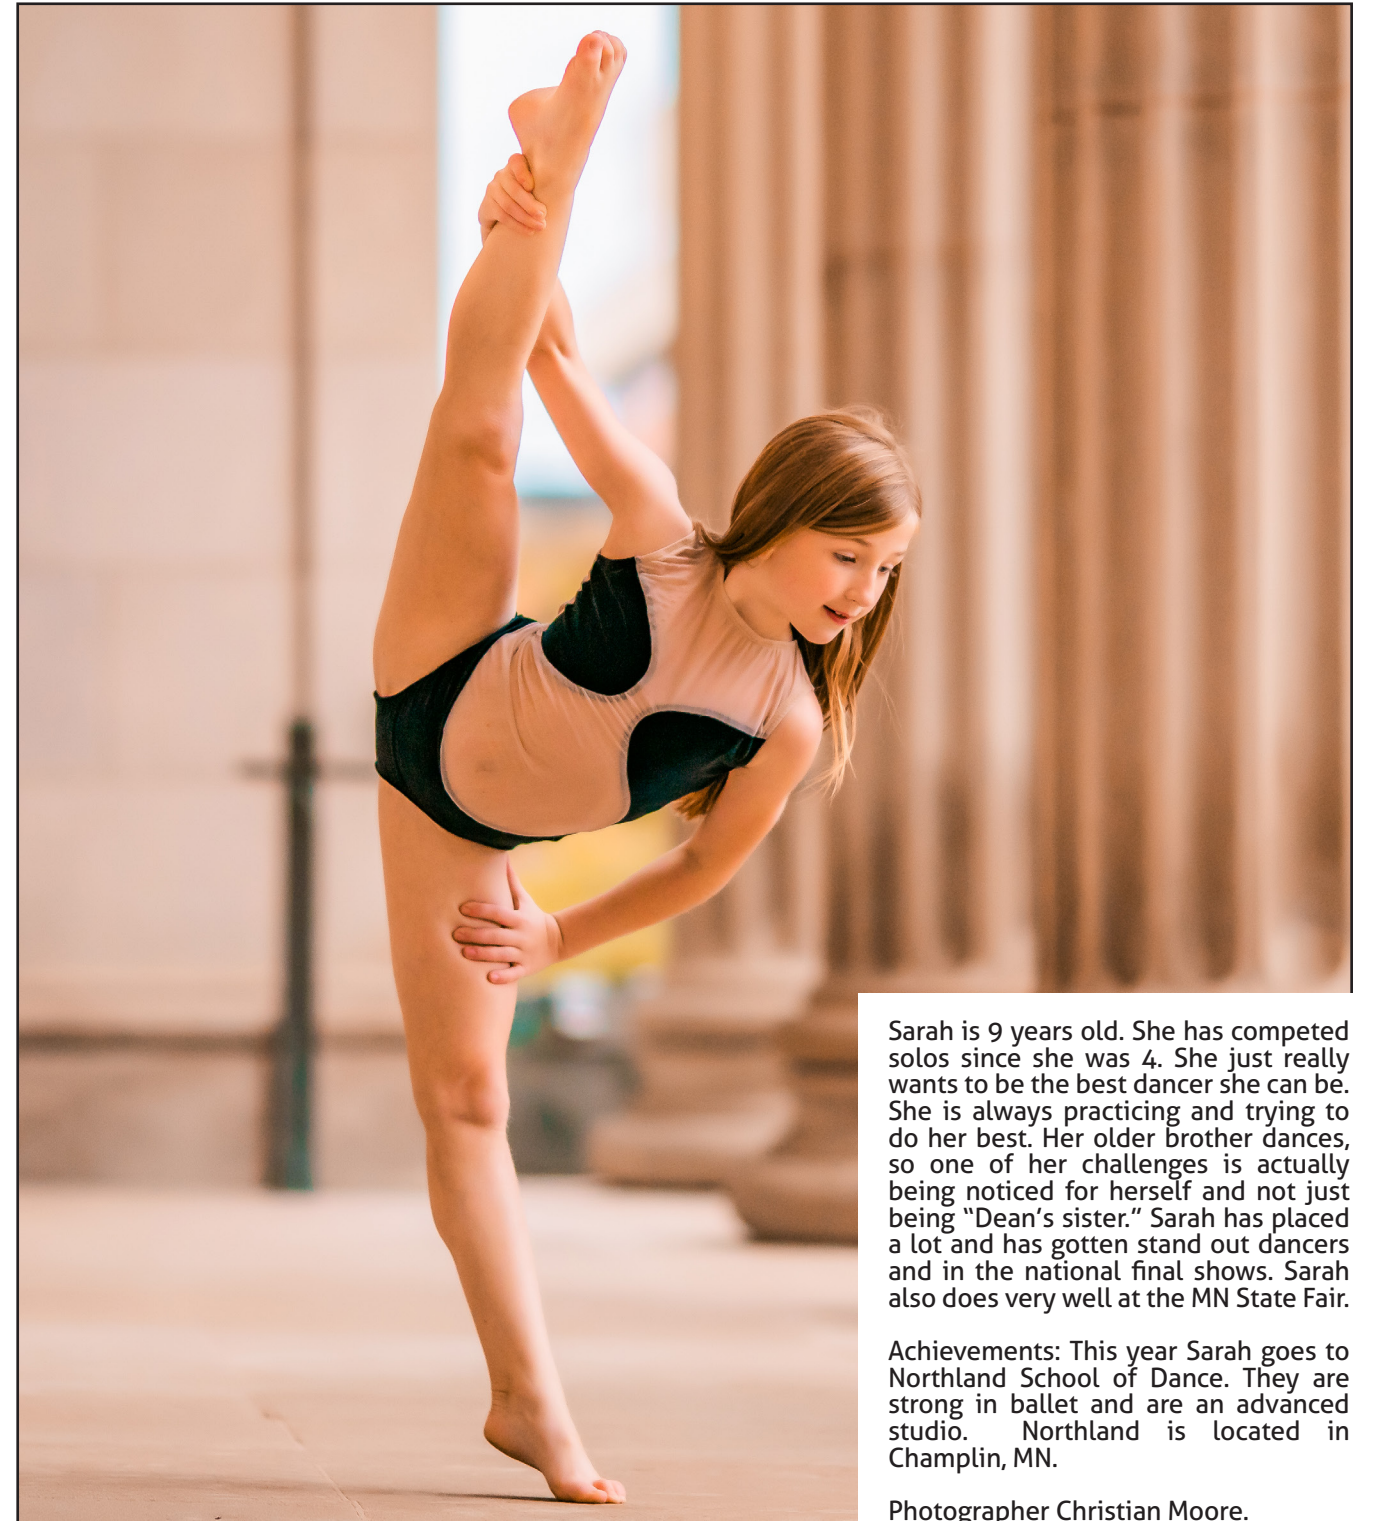 Sarah is 9 years old. She has competed
solos since she was 4. She just really
wants to be the best dancer she can be.
She is always practicing and trying to
do her best. Her older brother dances,
so one of her challenges is actually
being noticed for herself and not just
being “Dean’s sister.” Sarah has placed
a lot and has gotten stand out dancers
and in the national final shows. Sarah
also does very well at the MN State Fair.
Achievements: This year Sarah goes to
Northland School of Dance. They are
strong in ballet and are an advanced
studio. Northland is located in
Champlin, MN.
Photographer Christian Moore.